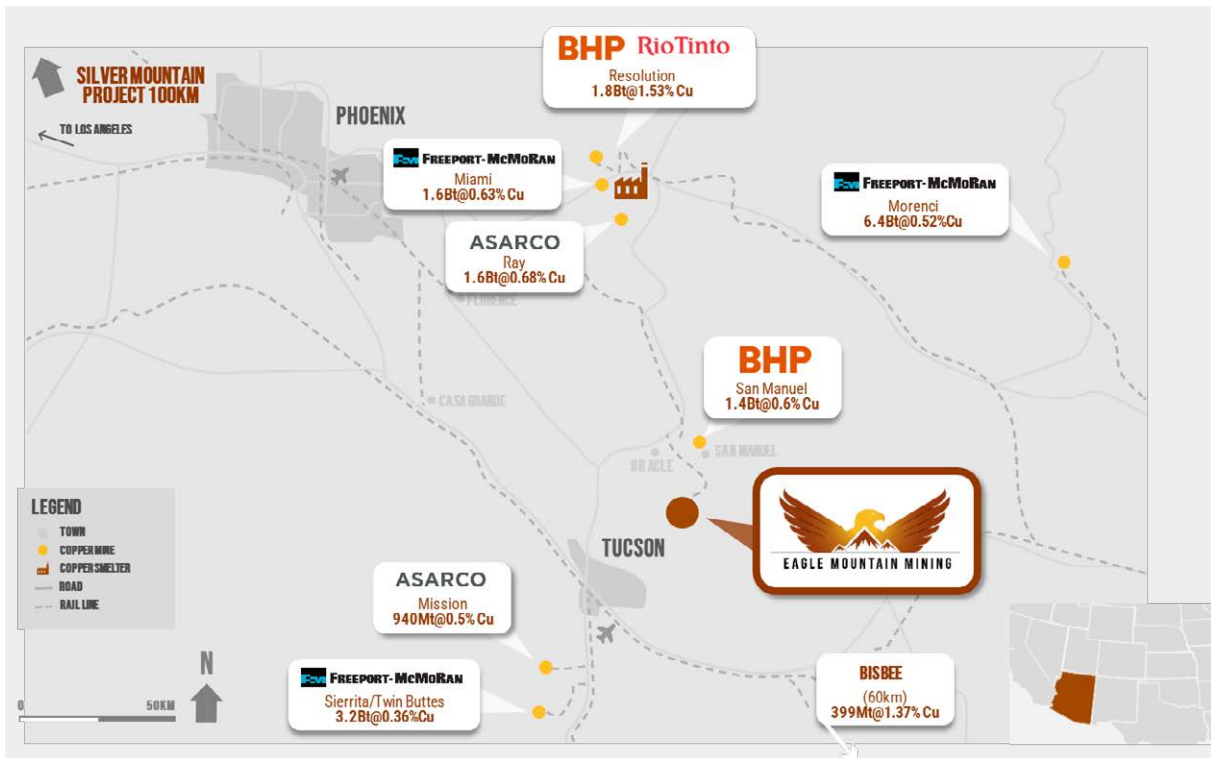 BHP RioTinto
Resolution
1.8Bt@1.53% Cu
SILVER MOUNTAIN
PROJECT 100KM
TO LOS ANGELES
PHOENIX
FREEPORT-McMoRAN
Miami
1.6Bt@0.63% Cu
FREEPORT-McMoRAN
Morenci
6.4Bt@0.52%Cu
ASARCO
Ray
1.6Bt@0.68% Cu
FLORENCE
BHP
San Manuel
1.4Bt@0.6% Cu
CASA GRANDE
ORACLE
SAN MANUEL
LEGEND
TOWN
COPPER MINE
COPPER SMELTER
ROAD
RAIL LINE
TUCSON
EAGLE MOUNTAIN MINING
ASARCO
Mission
940Mt@0.5% Cu
FREEPORT-McMoRAN
Sierrita/Twin Buttes
3.2Bt@0.36%Cu
BISBEE
(60km)
399Mt@1.37% Cu
N
0 50KM